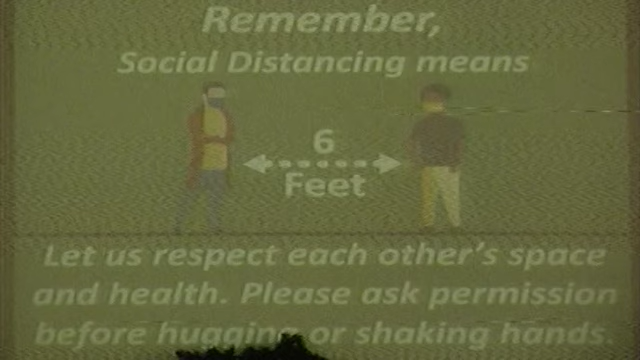 Remember,
Social Distancing means
6
Feet
Let us respect each other's space
and health. Please ask permission
before hugging or shaking hands.